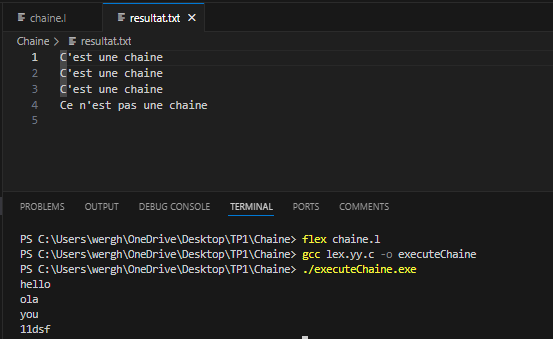 chaine.l resultat.txt
Chaine > resultat.txt
1 C'est une chaine
2 C'est une chaine
3 C'est une chaine
4 Ce n'est pas une chaine
5
PROBLEMS OUTPUT DEBUG CONSOLE TERMINAL PORTS COMMENTS
PS C:\Users\wergh\OneDrive\Desktop\TP1\Chaine> flex chaine.l
PS C:\Users\wergh\OneDrive\Desktop\TP1\Chaine> gcc lex.yy.c -o executeChaine
PS C:\Users\wergh\OneDrive\Desktop\TP1\Chaine> ./executeChaine.exe
hello
ola
you
11dsf